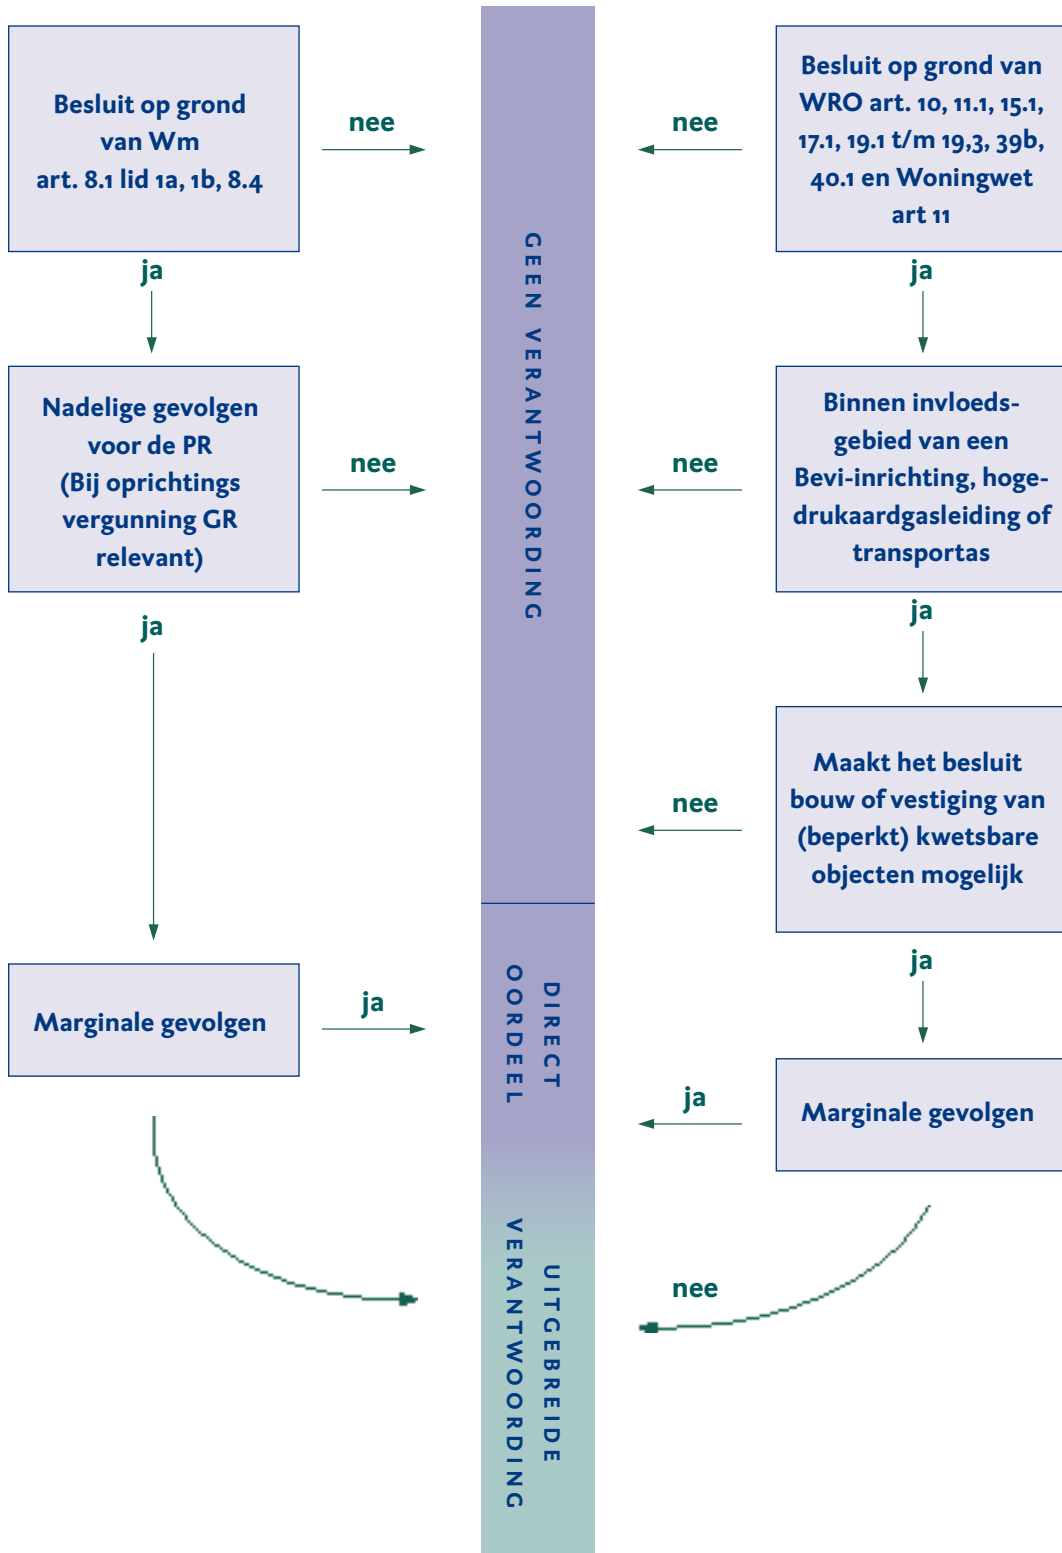 Besluit op grond
van Wm
art. 8.1 lid 1a, 1b, 8.4
nee
ja
Nadelige gevolgen
voor de PR
(Bij oprichtings
vergunning GR
relevant)
nee
ja
Marginale gevolgen
ja
GEEN VERANTWOORDING
DIRECT
OORDEEL
UITGEBREIDE
VERANTWOORDING
Besluit op grond van
WRO art. 10, 11.1, 15.1,
17.1, 19.1 t/m 19,3, 39b,
40.1 en Woningwet
art 11
nee
ja
Binnen invloeds-
gebied van een
Bevi-inrichting, hoge-
drukaardgasleiding of
transportas
nee
ja
Maakt het besluit
bouw of vestiging van
(beperkt) kwetsbare
objecten mogelijk
nee
ja
Marginale gevolgen
ja
nee